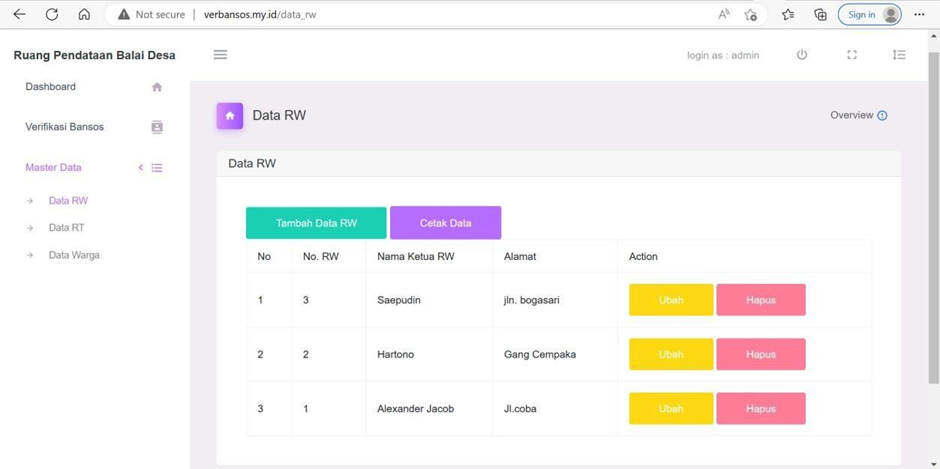 Not secure | verbansos.my.id/data_rw
Sign in
Ruang Pendataan Balai Desa
login as : admin
Dashboard
Verifikasi Bansos
Master Data
Data RW
Data RT
Data Warga
Data RW
Overview
Data RW
Tambah Data RW Cetak Data
No No. RW Nama Ketua RW Alamat Action
1 3 Saepudin jln. bogasari Ubah Hapus
2 2 Hartono Gang Cempaka Ubah Hapus
3 1 Alexander Jacob Jl.coba Ubah Hapus